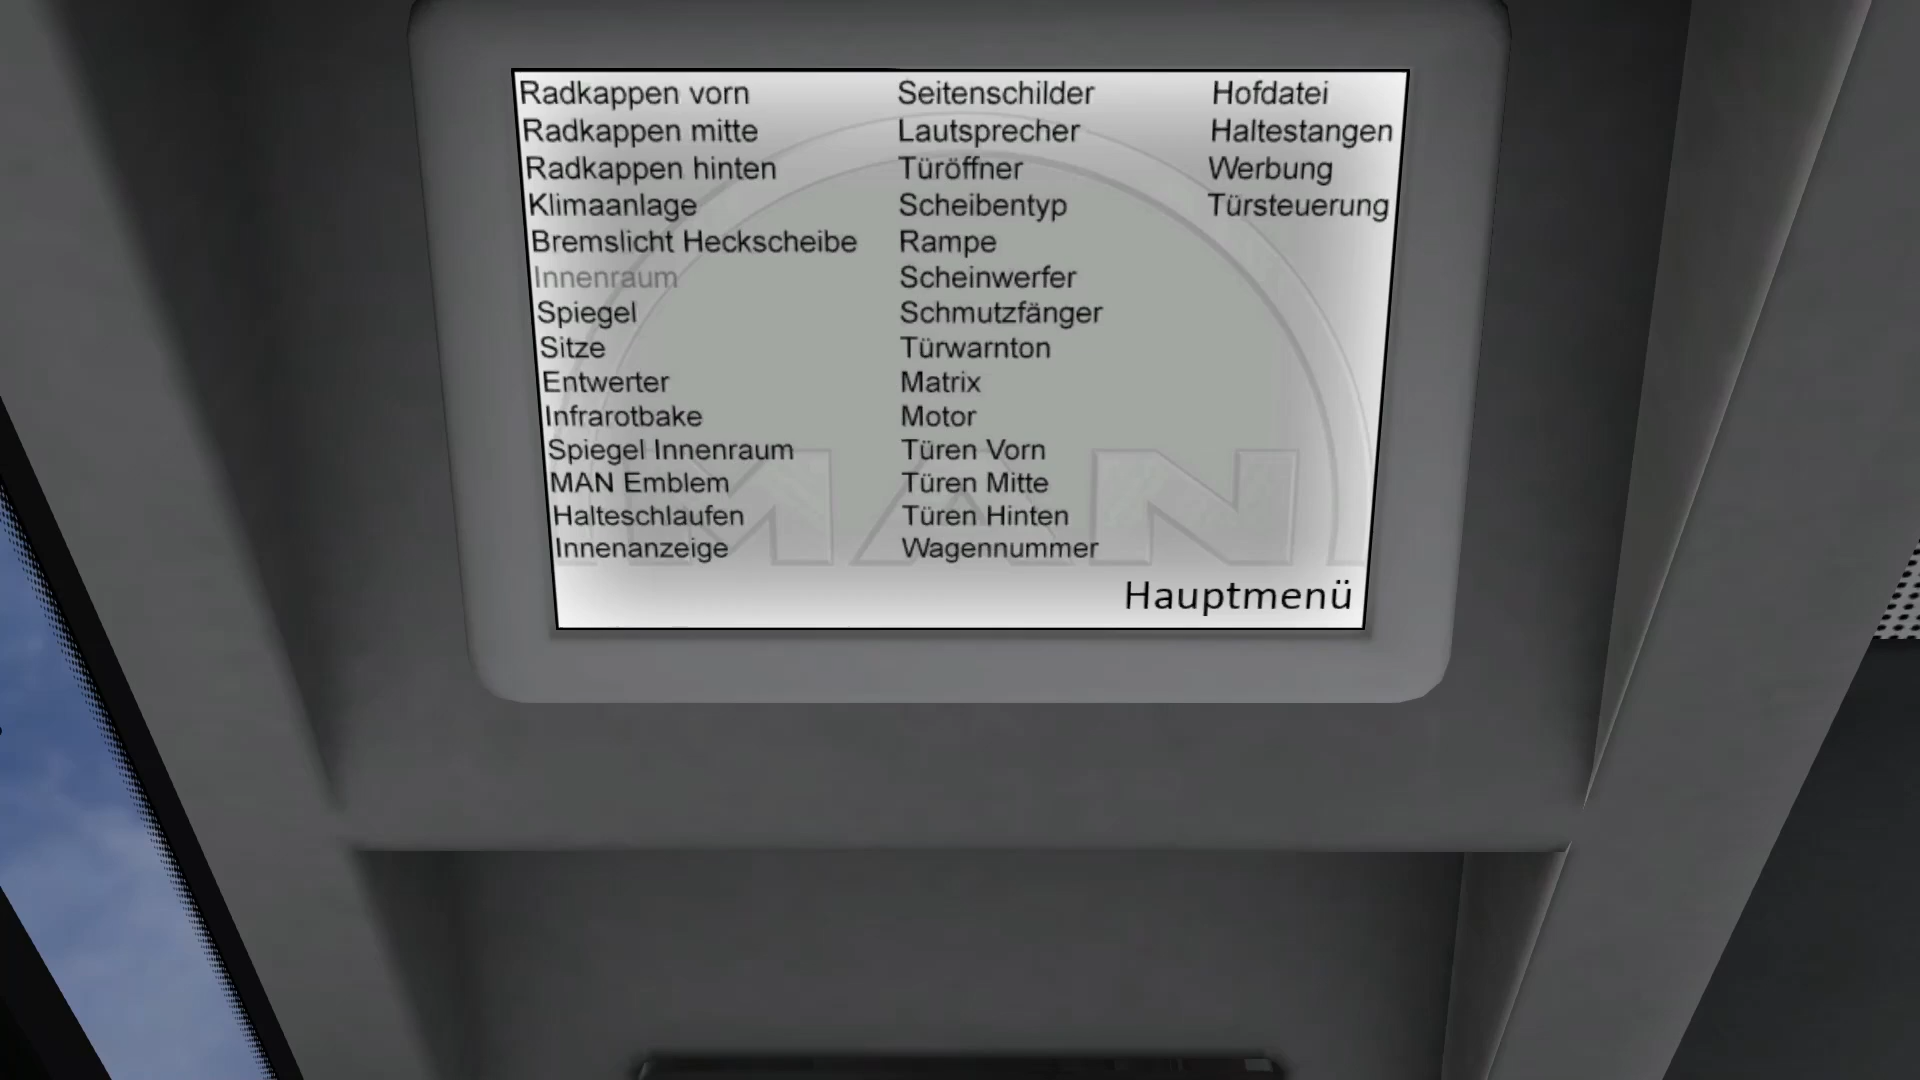 Radkappen vorn
Radkappen mitte
Radkappen hinten
Klimaanlage
Bremslicht Heckscheibe
Innenraum
Spiegel
Sitze
Entwerter
Infrarotbake
Spiegel Innenraum
MAN Emblem
Halteschlaufen
Innenanzeige
Seitenschilder
Lautsprecher
Türöffner
Scheibentyp
Rampe
Scheinwerfer
Schmutzfänger
Türwarnton
Matrix
Motor
Türen Vorn
Türen Mitte
Türen Hinten
Wagennummer
Hofdatei
Haltestangen
Werbung
Türsteuerung
MAN
Hauptmenü